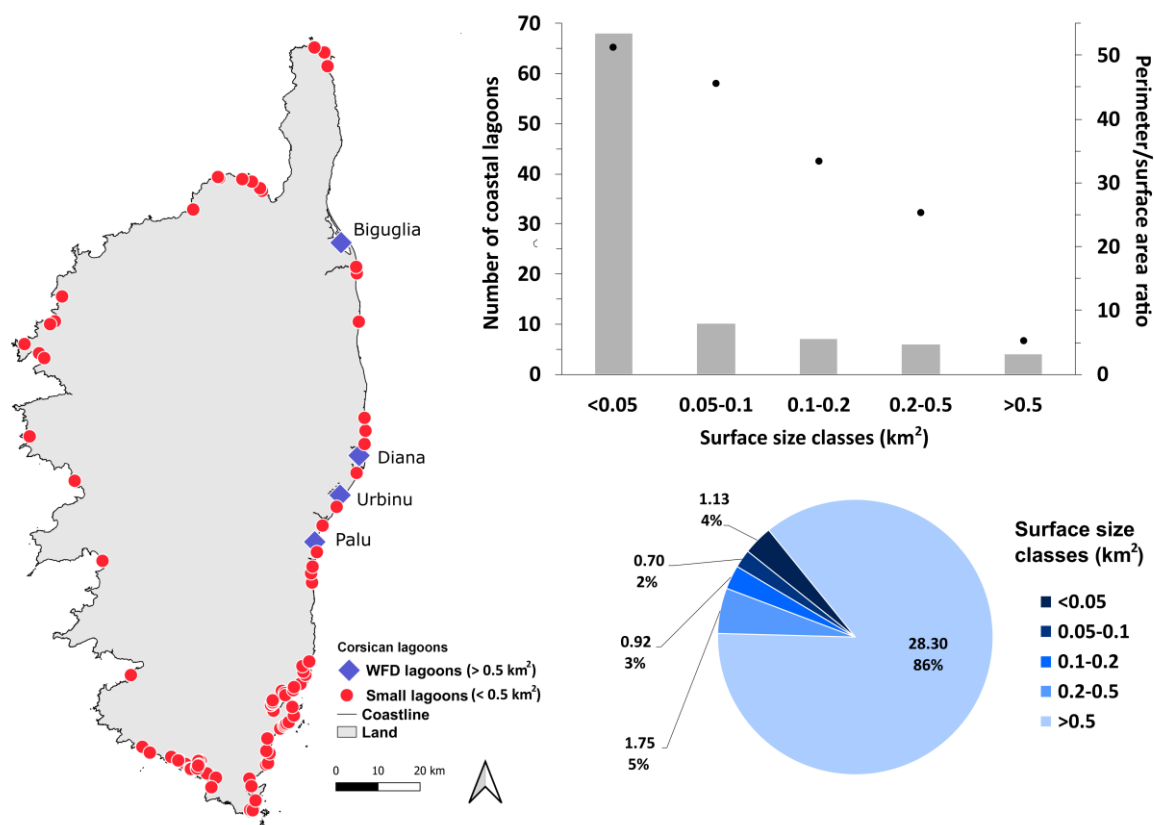 Biguglia
Diana
Urbinu
Palu
Corsican lagoons
WFD lagoons (> 0.5 km²)
Small lagoons (< 0.5 km²)
Coastline
Land
0 10 20 km
Number of coastal lagoons
70
60
50
40
30
20
10
0
Perimeter/surface area ratio
50
40
30
20
10
0
<0.05 0.05-0.1 0.1-0.2 0.2-0.5 >0.5
Surface size classes (km²)
1.13
4%
0.70
2%
0.92
3%
1.75
5%
28.30
86%
Surface size
classes (km²)
<0.05
0.05-0.1
0.1-0.2
0.2-0.5
>0.5